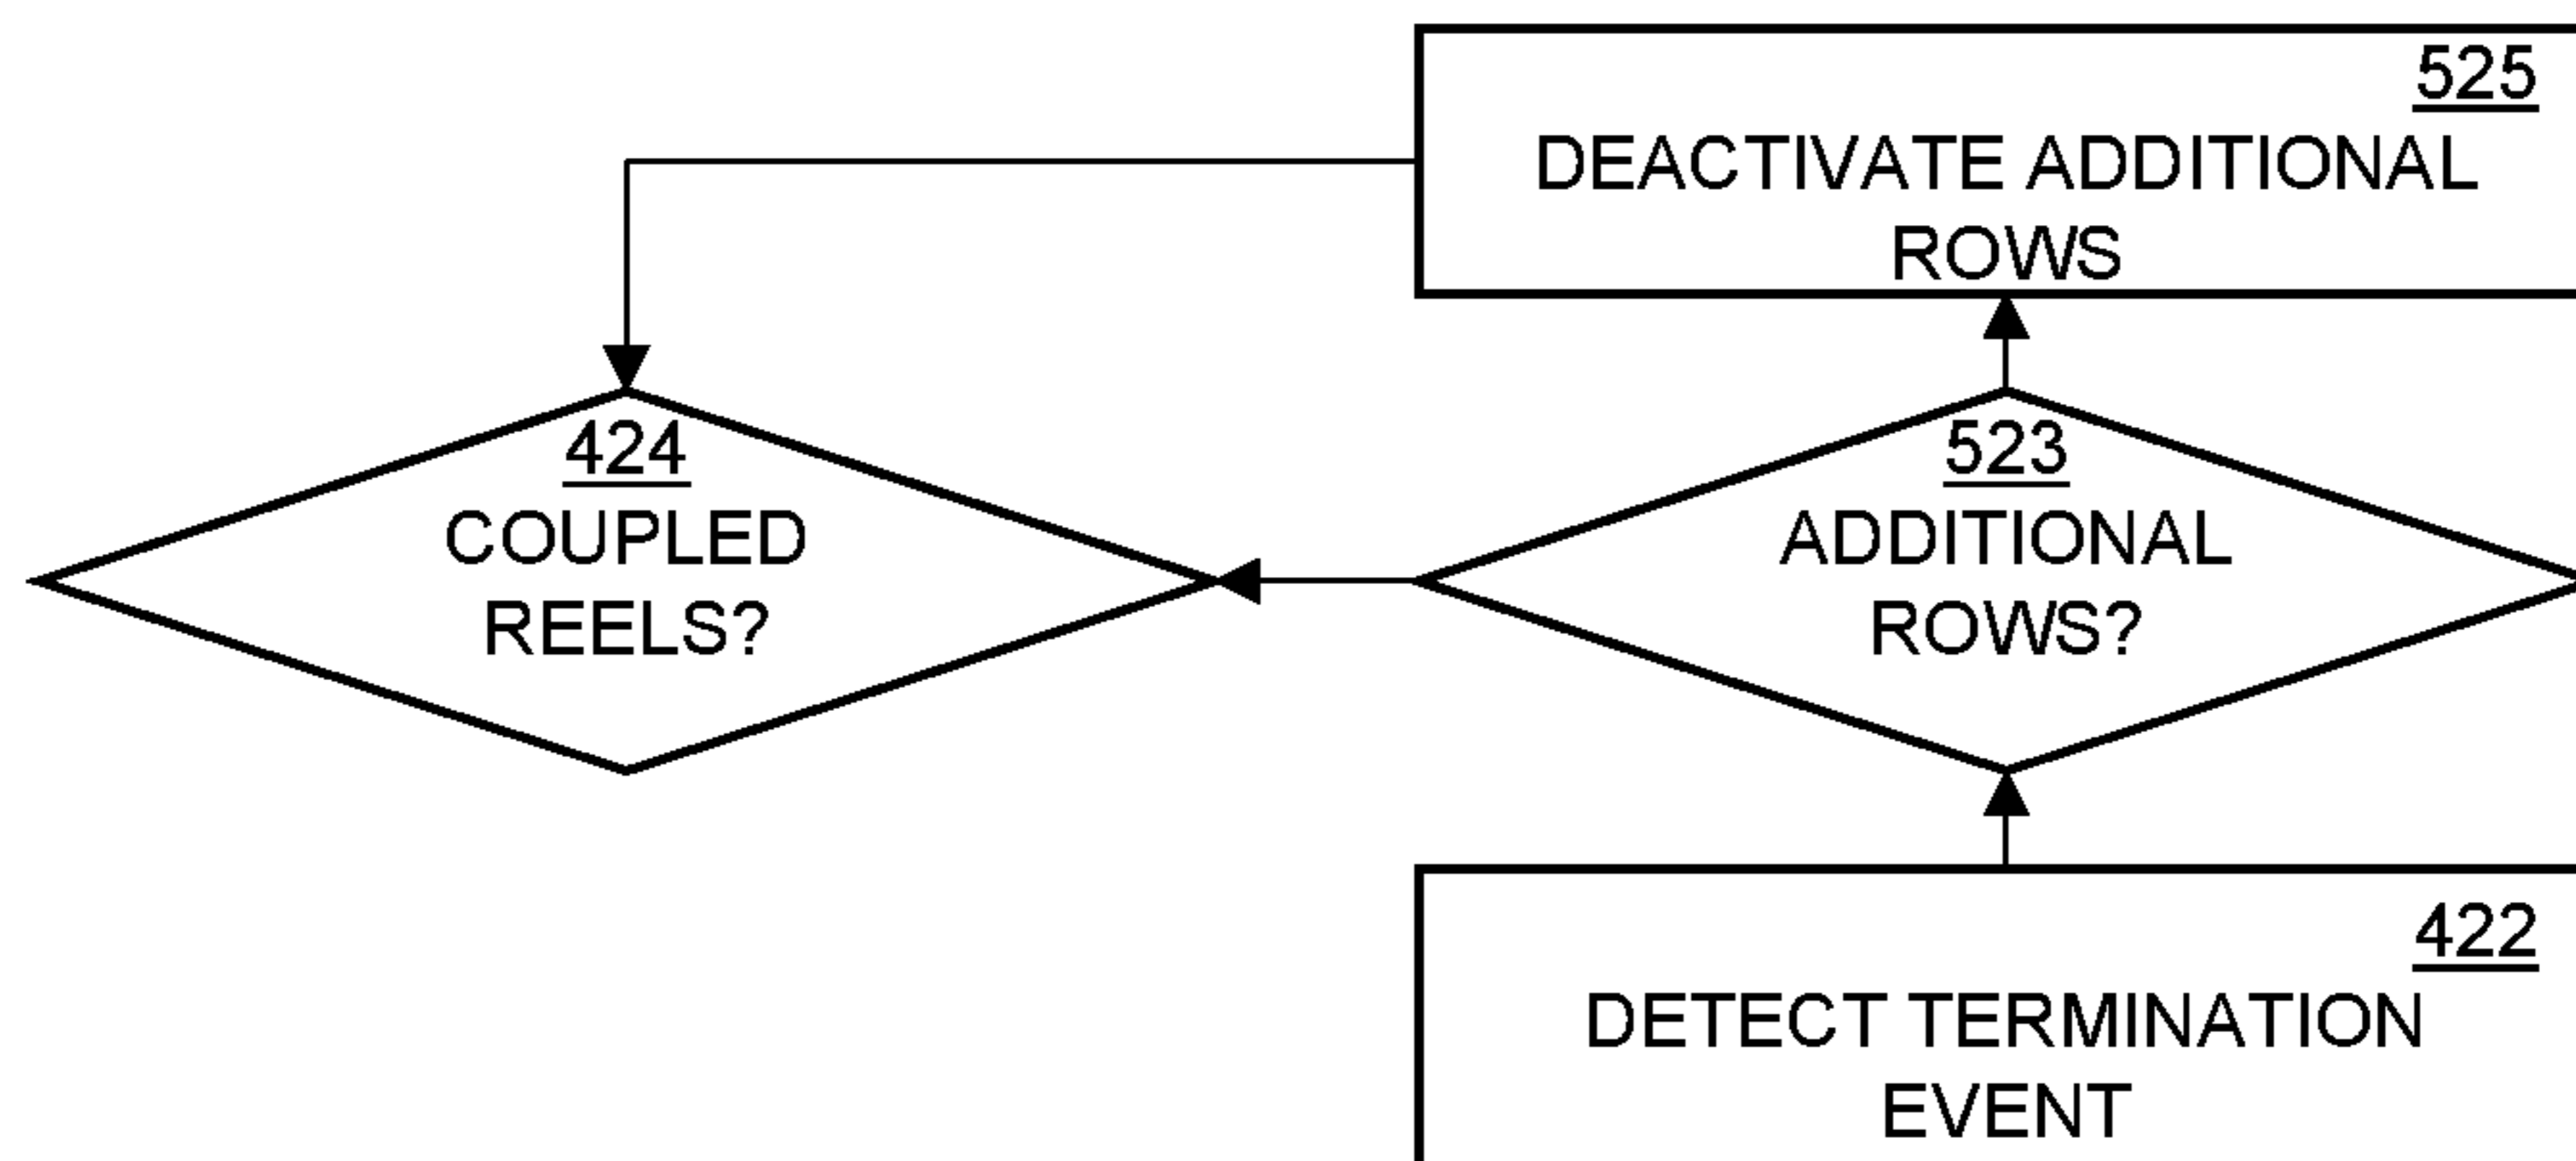 525
DEACTIVATE ADDITIONAL
ROWS
424
COUPLED
REELS?
523
ADDITIONAL
ROWS?
422
DETECT TERMINATION
EVENT